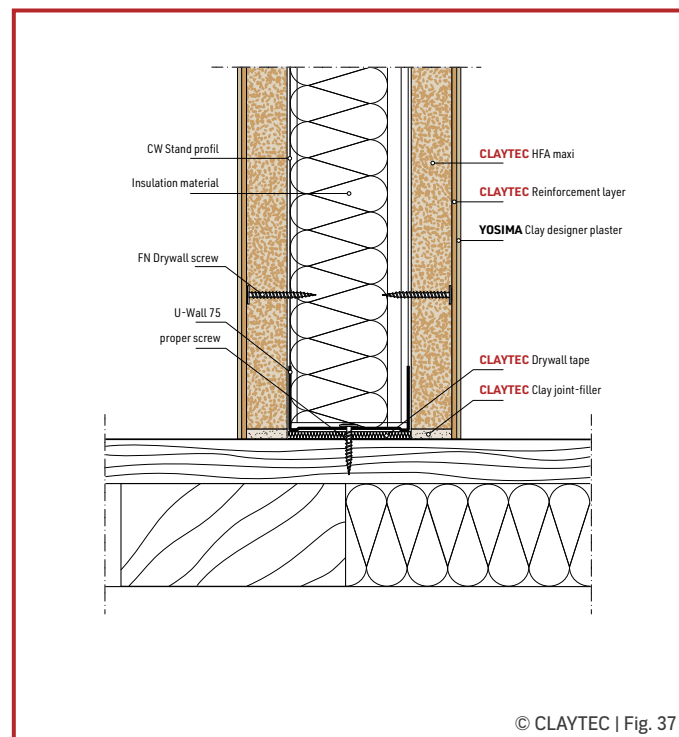 CW Stand profil
Insulation material
FN Drywall screw
U-Wall 75
proper screw
CLAYTEC HFA maxi
CLAYTEC Reinforcement layer
YOSIMA Clay designer plaster
CLAYTEC Drywall tape
CLAYTEC Clay joint-filler
© CLAYTEC | Fig. 37